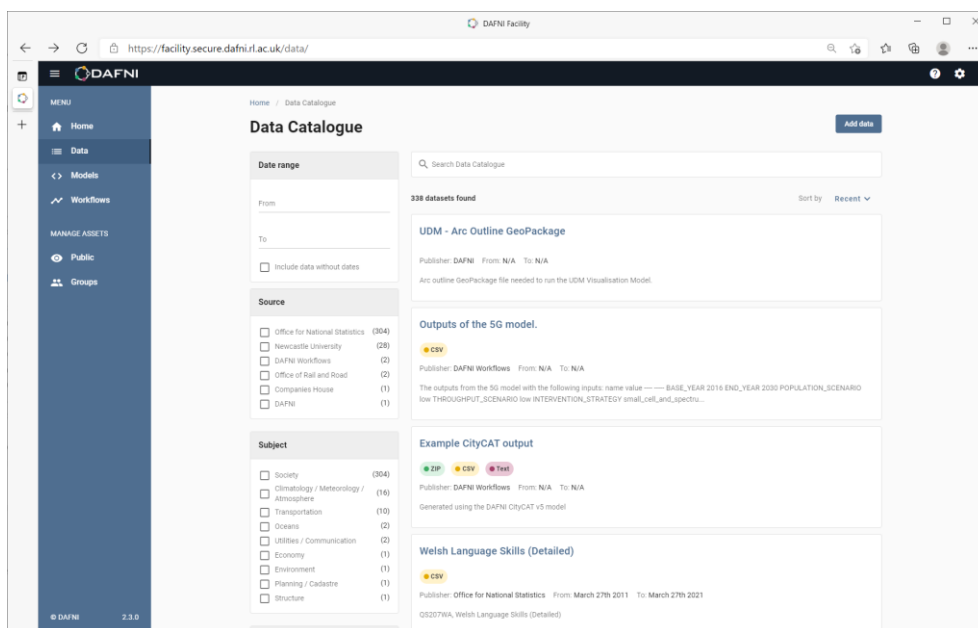 DAFNI Facility
https://facility.secure.dafni.rl.ac.uk/data/
DAFNI
MENU
Home
Data
Models
Workflows
MANAGE ASSETS
Public
Groups
© DAFNI 2.3.0
Home / Data Catalogue
Data Catalogue
Add data
Date range
From
To
Include data without dates
Source
Office for National Statistics (304)
Newcastle University (28)
DAFNI Workflows (2)
Office of Rail and Road (2)
Companies House (1)
DAFNI (1)
Subject
Society (304)
Climatology / Meteorology /
Atmosphere (16)
Transportation (10)
Oceans (2)
Utilities / Communication (2)
Economy (1)
Environment (1)
Planning / Cadastre (1)
Structure (1)
Search Data Catalogue
338 datasets found
Sort by Recent
UDM - Arc Outline GeoPackage
Publisher: DAFNI From: N/A To: N/A
Arc outline GeoPackage file needed to run the UDM Visualisation Model.
Outputs of the 5G model.
CSV
Publisher: DAFNI Workflows From: N/A To: N/A
The outputs from the 5G model with the following inputs: name value ---- ---- BASE_YEAR 2016 END_YEAR 2030 POPULATION_SCENARIO
low THROUGHPUT_SCENARIO low INTERVENTION_STRATEGY small_cell_and_spectru...
Example CityCAT output
ZIP CSV Text
Publisher: DAFNI Workflows From: N/A To: N/A
Generated using the DAFNI CityCAT v5 model
Welsh Language Skills (Detailed)
CSV
Publisher: Office for National Statistics From: March 27th 2011 To: March 27th 2021
QS207WA, Welsh Language Skills (Detailed)